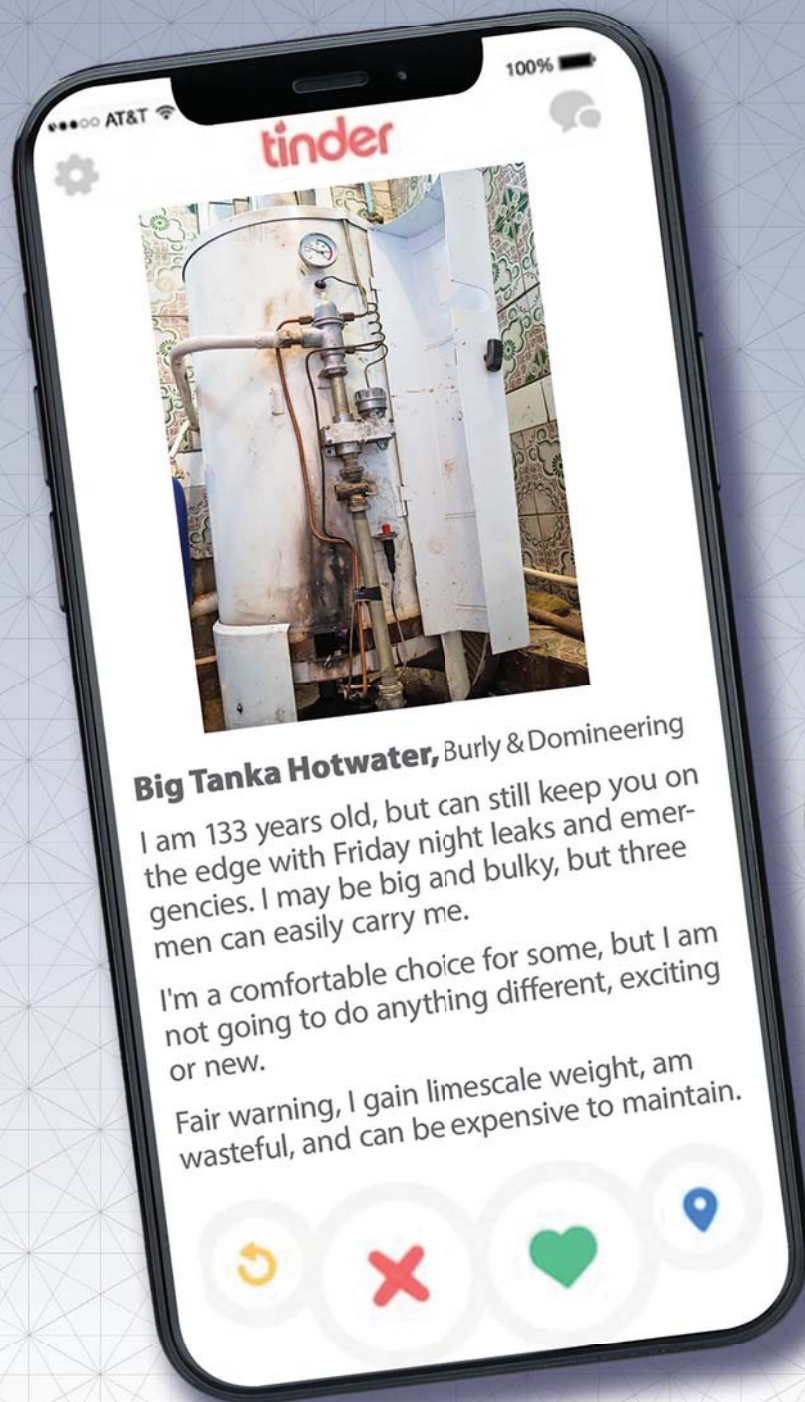 AT&T 100%
tinder
Big Tanka Hotwater, Burly & Domineering
I am 133 years old, but can still keep you on
the edge with Friday night leaks and emer-
gencies. I may be big and bulky, but three
men can easily carry me.
I'm a comfortable choice for some, but I am
not going to do anything different, exciting
or new.
Fair warning, I gain limescale weight, am
wasteful, and can be expensive to maintain.